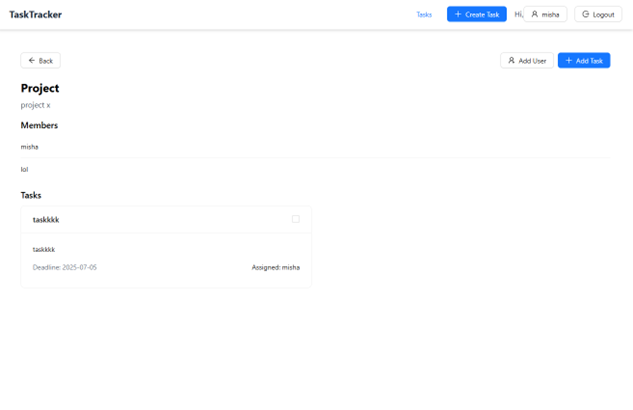 TaskTracker Tasks + Create Task Hi, misha Logout
Back Add User + Add Task
Project
project x
Members
misha
lol
Tasks
taskkkk
taskkkk
Deadline: 2025-07-05 Assigned: misha